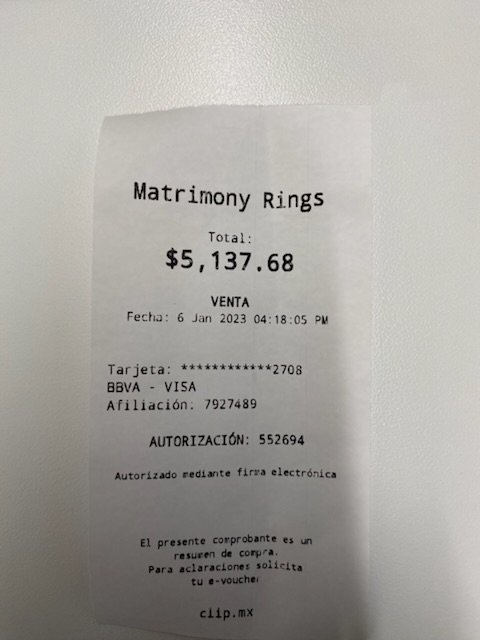 Matrimony Rings
Total:
$5,137.68
VENTA
Fecha: 6 Jan 2023 04:18:05 PM
Tarjeta: ************2708
BBVA - VISA
Afiliación: 7927489
AUTORIZACIÓN: 552694
Autorizado mediante firma electrónica
El presente comprobante es un
resumen de compra.
Para aclaraciones solicita
tu e-voucher
clip.mx